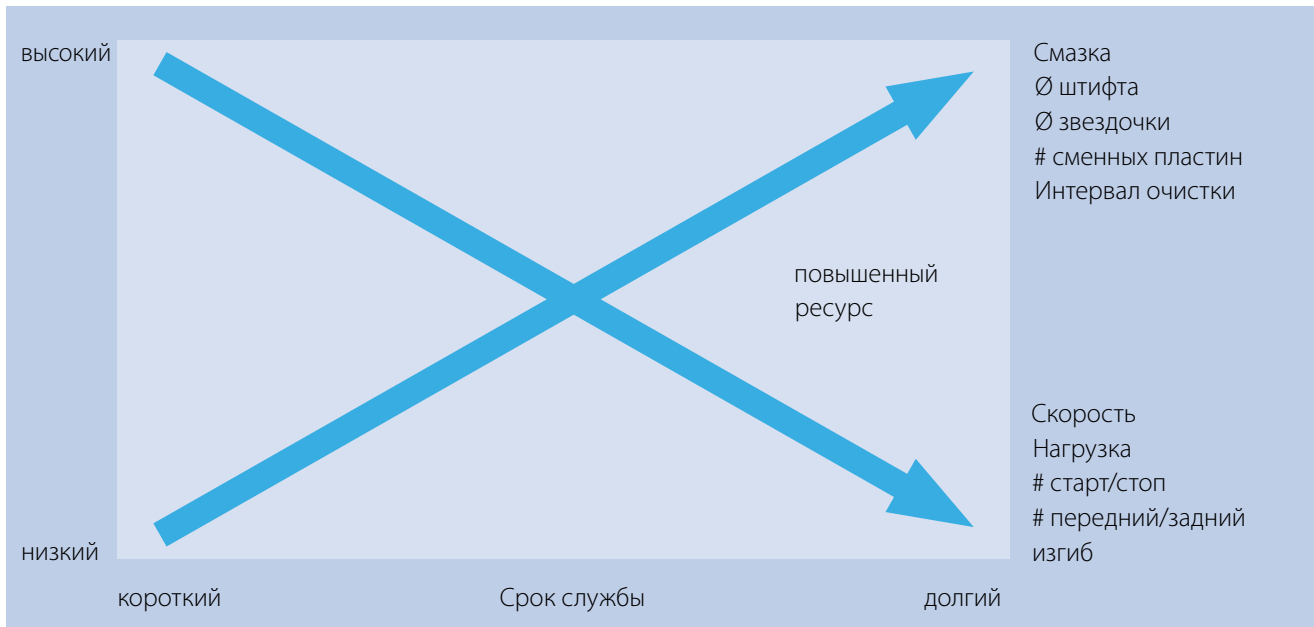 высокий
Смазка
Ø штифта
Ø звездочки
# сменных пластин
Интервал очистки
повышенный
ресурс
Скорость
Нагрузка
# старт/стоп
# передний/задний
изгиб
низкий
короткий
Срок службы
долгий